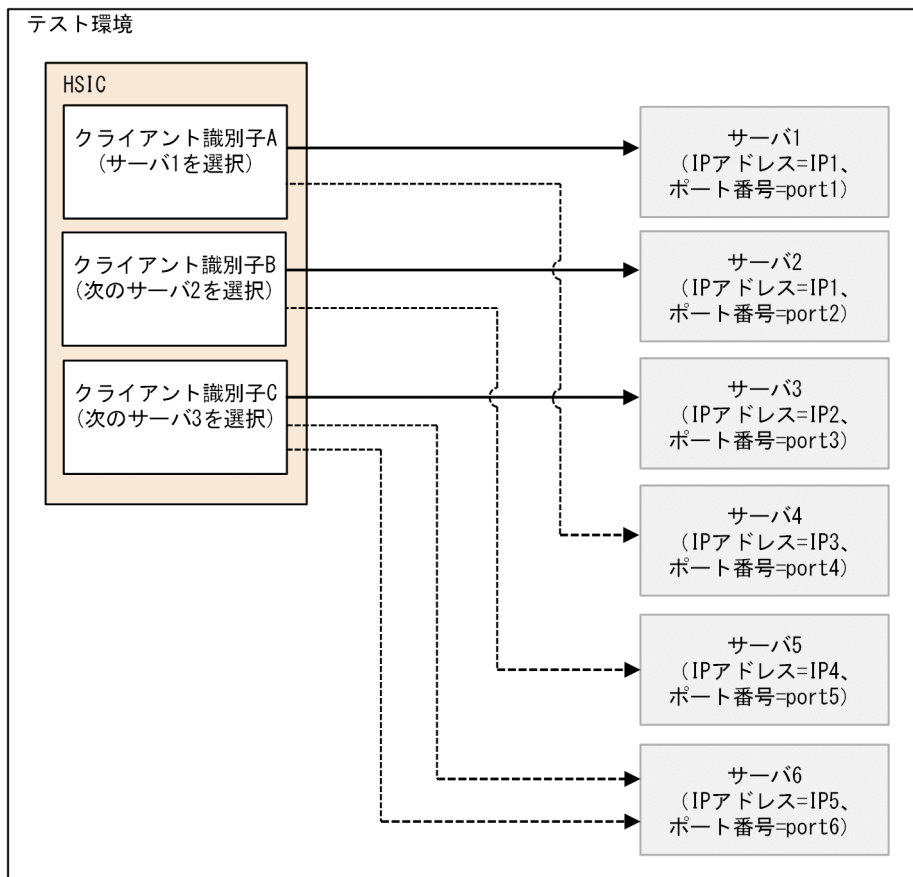 テスト環境
HSIC
クライアント識別子A
(サーバ1を選択)
クライアント識別子B
(次のサーバ2を選択)
クライアント識別子C
(次のサーバ3を選択)
サーバ1
(IPアドレス=IP1、
ポート番号=port1)
サーバ2
(IPアドレス=IP1、
ポート番号=port2)
サーバ3
(IPアドレス=IP2、
ポート番号=port3)
サーバ4
(IPアドレス=IP3、
ポート番号=port4)
サーバ5
(IPアドレス=IP4、
ポート番号=port5)
サーバ6
(IPアドレス=IP5、
ポート番号=port6)